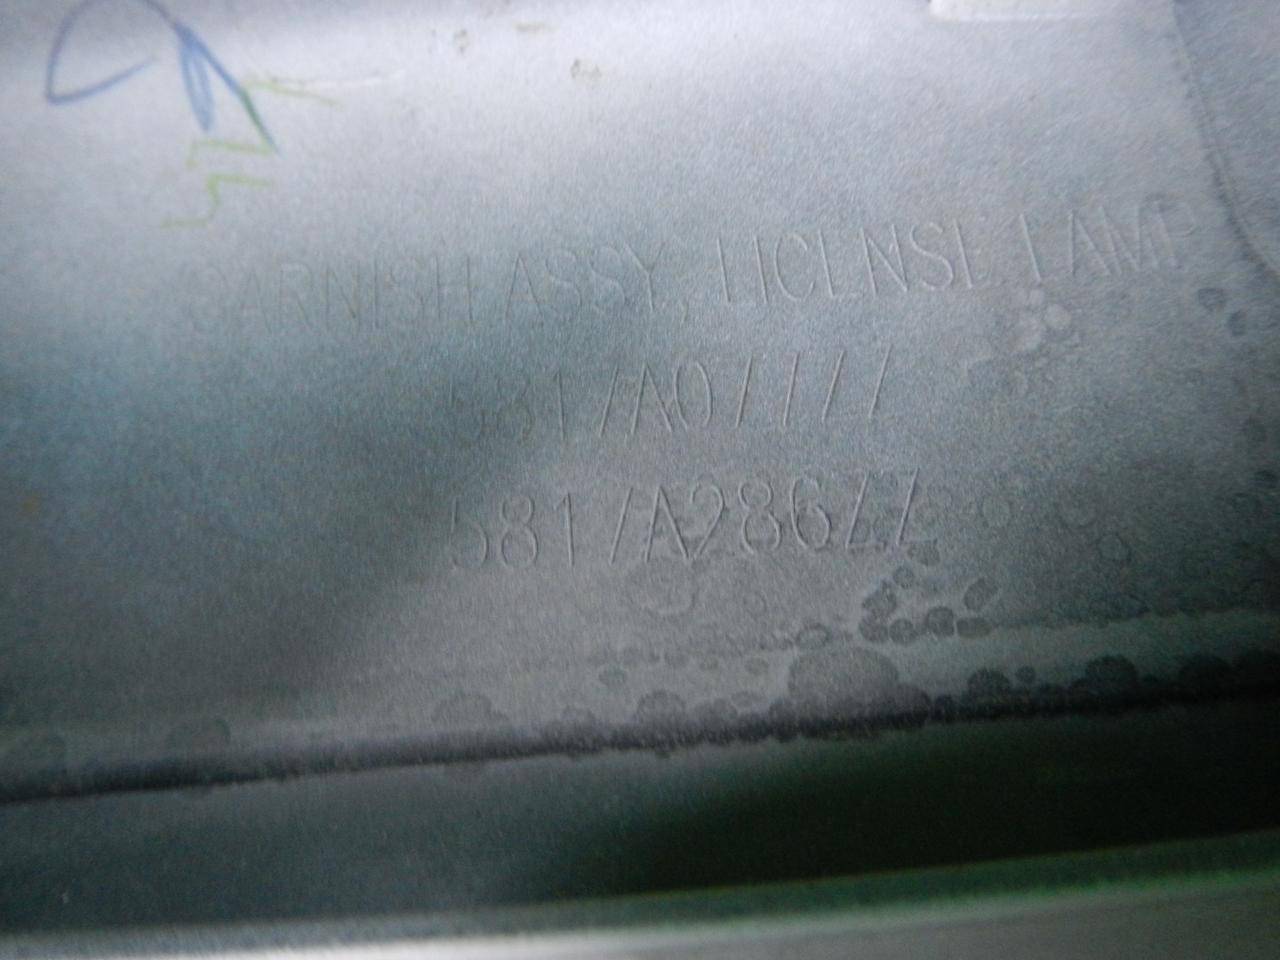 GARNISH ASSY, LICENSE LAMP
5817A077ZZ
5817A286ZZ